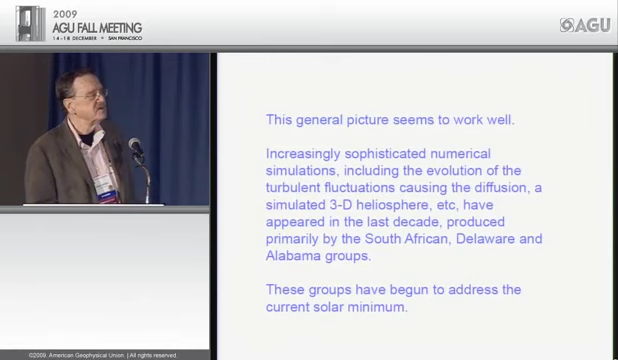 2009
AGU FALL MEETING
14-18 DECEMBER • SAN FRANCISCO
AGU
This general picture seems to work well.
Increasingly sophisticated numerical
simulations, including the evolution of the
turbulent fluctuations causing the diffusion, a
simulated 3-D heliosphere, etc, have
appeared in the last decade, produced
primarily by the South African, Delaware and
Alabama groups.
These groups have begun to address the
current solar minimum.
©2009. American Geophysical Union. | All rights reserved.